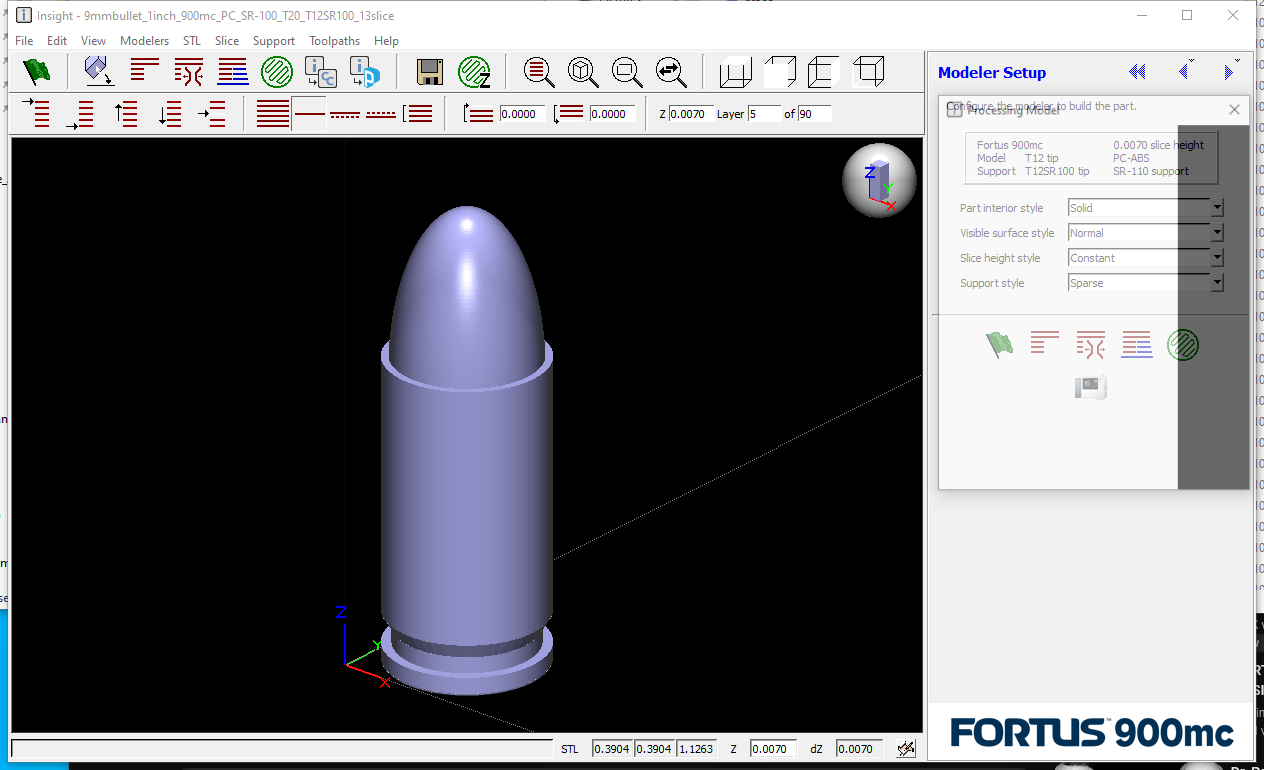 Insight - 9mmbullet_1inch_900mc_PC_SR-100_T20_T12SR100_13slice
File Edit View Modelers STL Slice Support Toolpaths Help
i Cc i p Z
0.0000 0.0000 Z 0.0070 Layer 5 of 90
Modeler Setup
Configure the modeler to build the part.
Processing Model
Fortus 900mc 0.0070 slice height
Model T12 tip PC-ABS
Support T12SR100 tip SR-110 support
Part interior style Solid
Visible surface style Normal
Slice height style Constant
Support style Sparse
Z
Y
X
Z
Y
X
FORTUS™ 900mc
STL 0.3904 0.3904 1.1263 Z 0.0070 dZ 0.0070